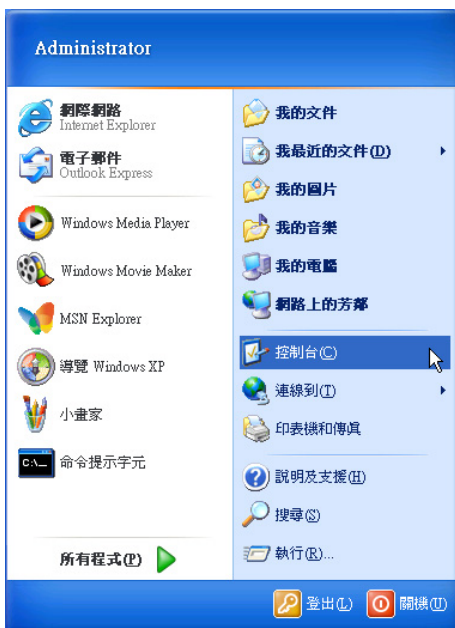 Administrator
網際網路
Internet Explorer
電子郵件
Outlook Express
Windows Media Player
Windows Movie Maker
MSN Explorer
導覽 Windows XP
小畫家
C:\_
命令提示字元
所有程式(P)
我的文件
我最近的文件(D)
我的圖片
我的音樂
我的電腦
網路上的芳鄰
控制台(C)
連線到(T)
印表機和傳真
說明及支援(H)
搜尋(S)
執行(R)...
登出(L)
關機(U)